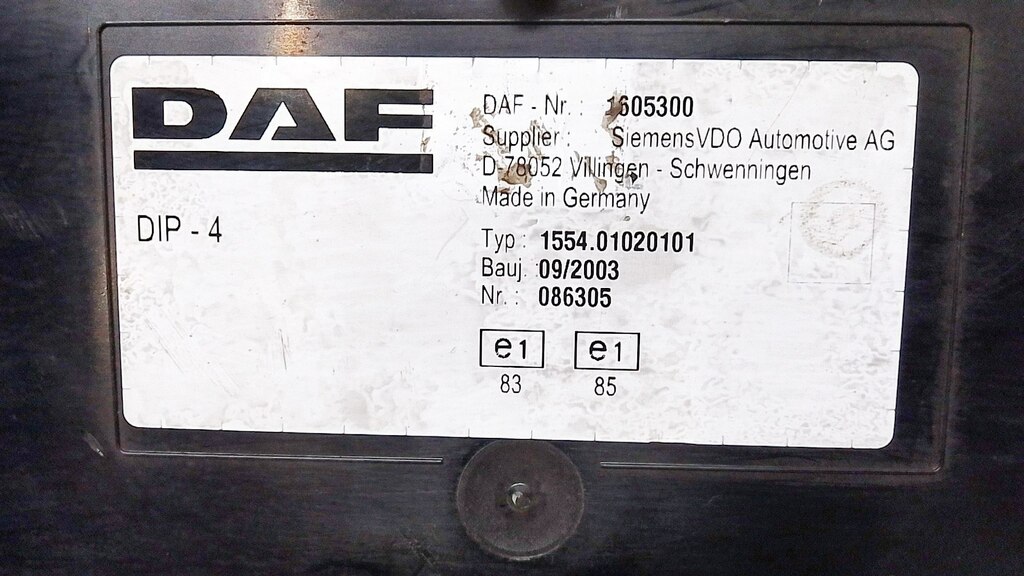 DAF
DIP - 4
DAF - Nr. : 1605300
Supplier : SiemensVDO Automotive AG
D-78052 Villingen - Schwenningen
Made in Germany
Typ : 1554.01020101
Bauj. : 09/2003
Nr. : 086305
e1 e1
83 85